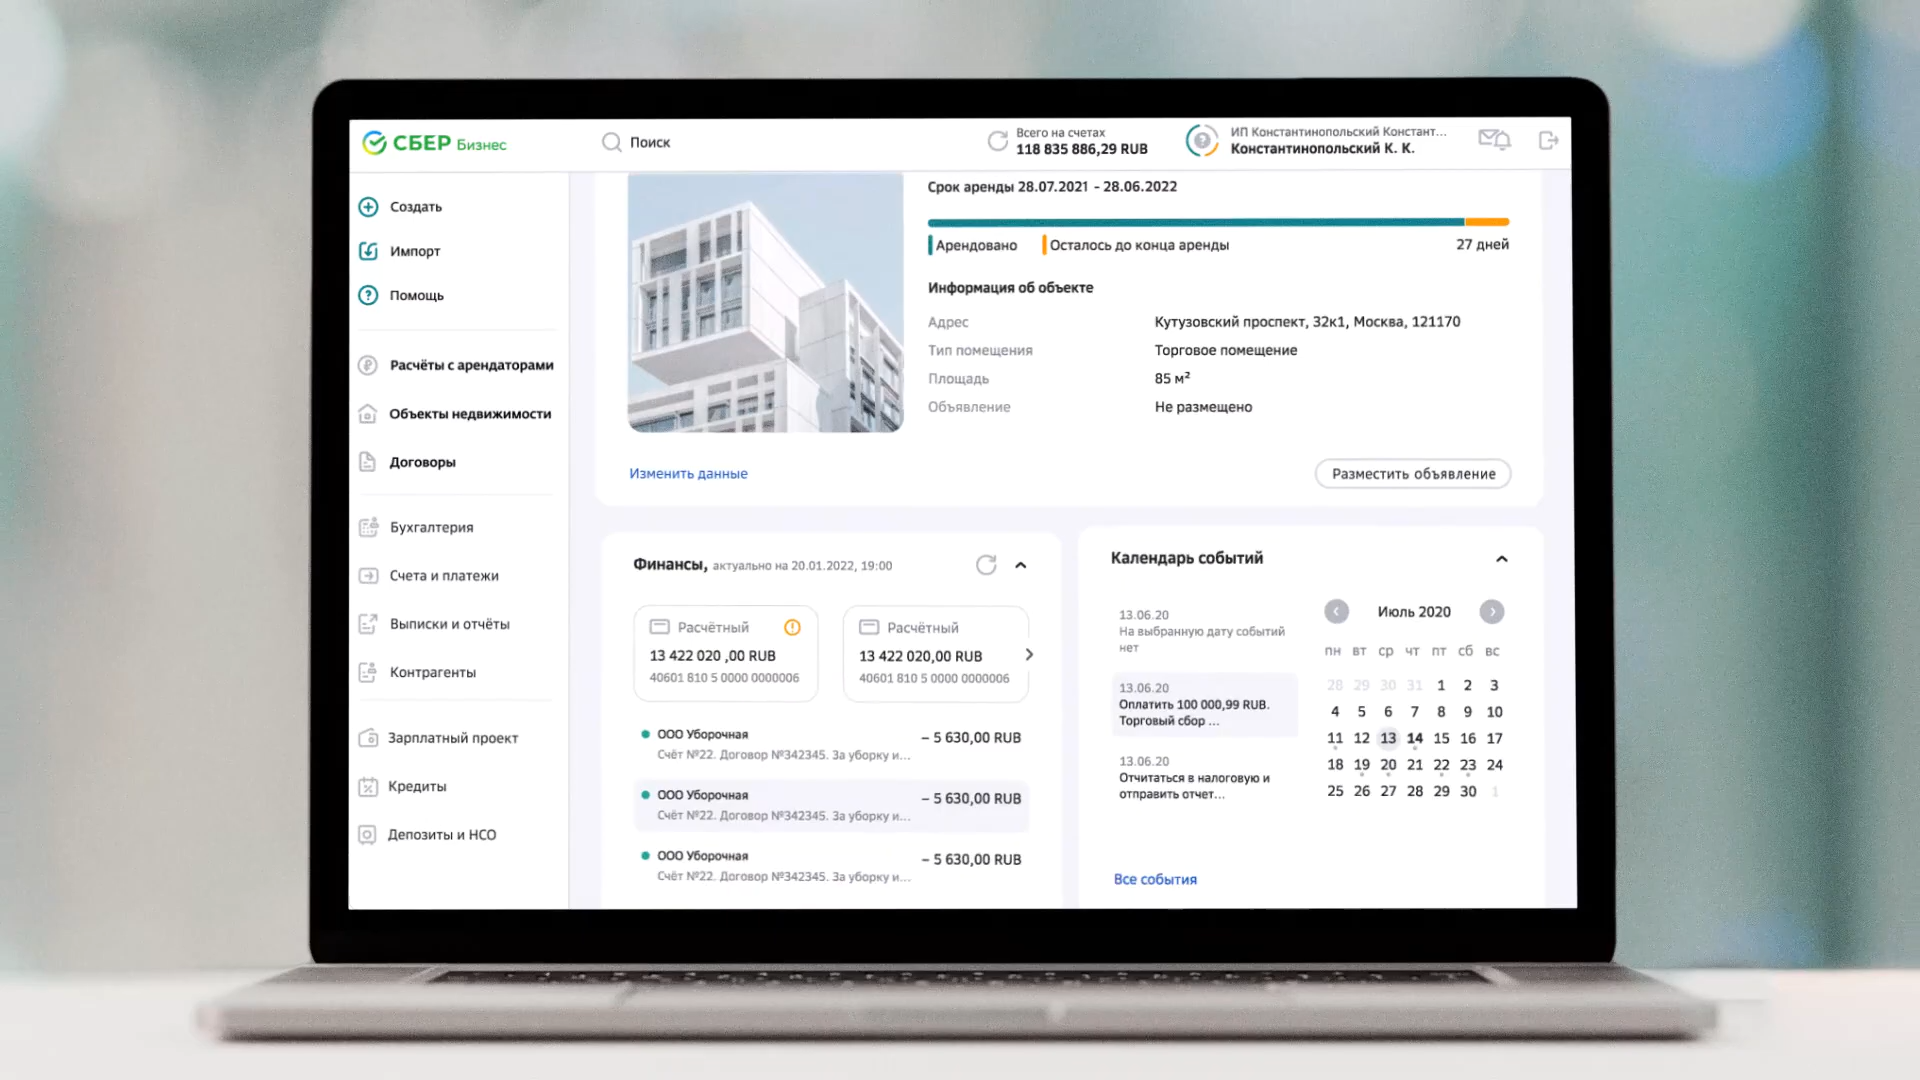 СБЕР Бизнес
Поиск
Всего на счетах
118 835 886,29 RUB
ИП Константинопольский Констант...
Константинопольский К. К.
Создать
Импорт
Помощь
Расчёты с арендаторами
Объекты недвижимости
Договоры
Бухгалтерия
Счета и платежи
Выписки и отчёты
Контрагенты
Зарплатный проект
Кредиты
Депозиты и НСО
Срок аренды 28.07.2021 - 28.06.2022
Арендовано
Осталось до конца аренды
27 дней
Информация об объекте
Адрес
Кутузовский проспект, 32к1, Москва, 121170
Тип помещения
Торговое помещение
Площадь
85 м²
Объявление
Не размещено
Изменить данные
Разместить объявление
Финансы, актуально на 20.01.2022, 19:00
Расчётный
13 422 020 ,00 RUB
40601 810 5 0000 0000006
Расчётный
13 422 020,00 RUB
40601 810 5 0000 0000006
ООО Уборочная
– 5 630,00 RUB
Счёт №22. Договор №342345. За уборку и...
ООО Уборочная
– 5 630,00 RUB
Счёт №22. Договор №342345. За уборку и...
ООО Уборочная
– 5 630,00 RUB
Счёт №22. Договор №342345. За уборку и...
Календарь событий
13.06.20
На выбранную дату событий
нет
13.06.20
Оплатить 100 000,99 RUB.
Торговый сбор ...
13.06.20
Отчитаться в налоговую и
отправить отчет...
Все события
Июль 2020
пн вт ср чт пт сб вс
28 29 30 31 1 2 3
4 5 6 7 8 9 10
11 12 13 14 15 16 17
18 19 20 21 22 23 24
25 26 27 28 29 30 1